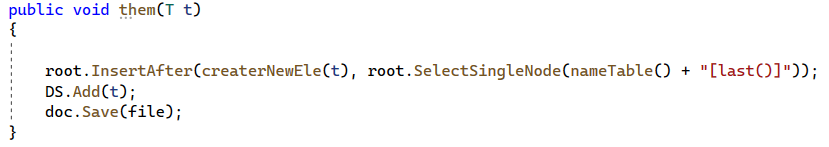 public void them(T t)
{
root.InsertAfter(createrNewEle(t), root.SelectSingleNode(nameTable() + "[last()]"));
DS.Add(t);
doc.Save(file);
}